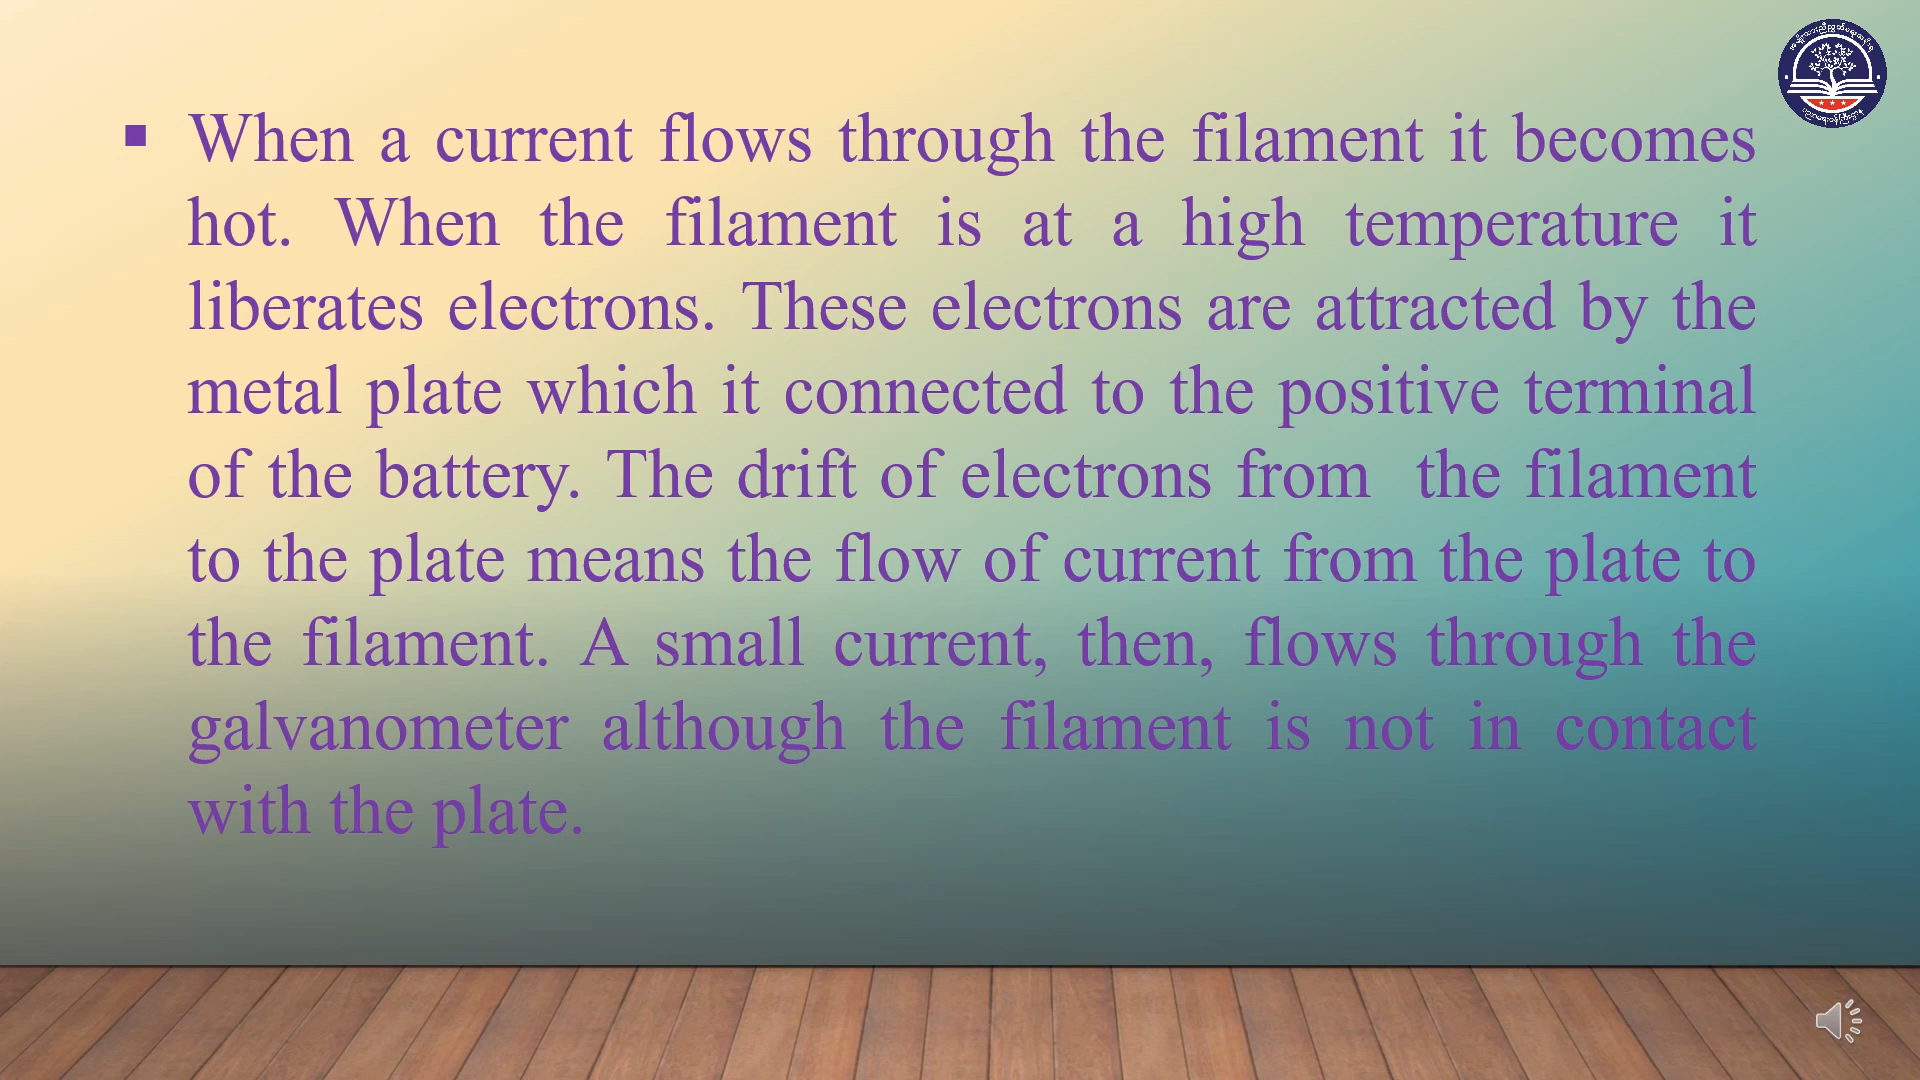 ▪ When a current flows through the filament it becomes
hot. When the filament is at a high temperature it
liberates electrons. These electrons are attracted by the
metal plate which it connected to the positive terminal
of the battery. The drift of electrons from  the filament
to the plate means the flow of current from the plate to
the filament. A small current, then, flows through the
galvanometer although the filament is not in contact
with the plate.